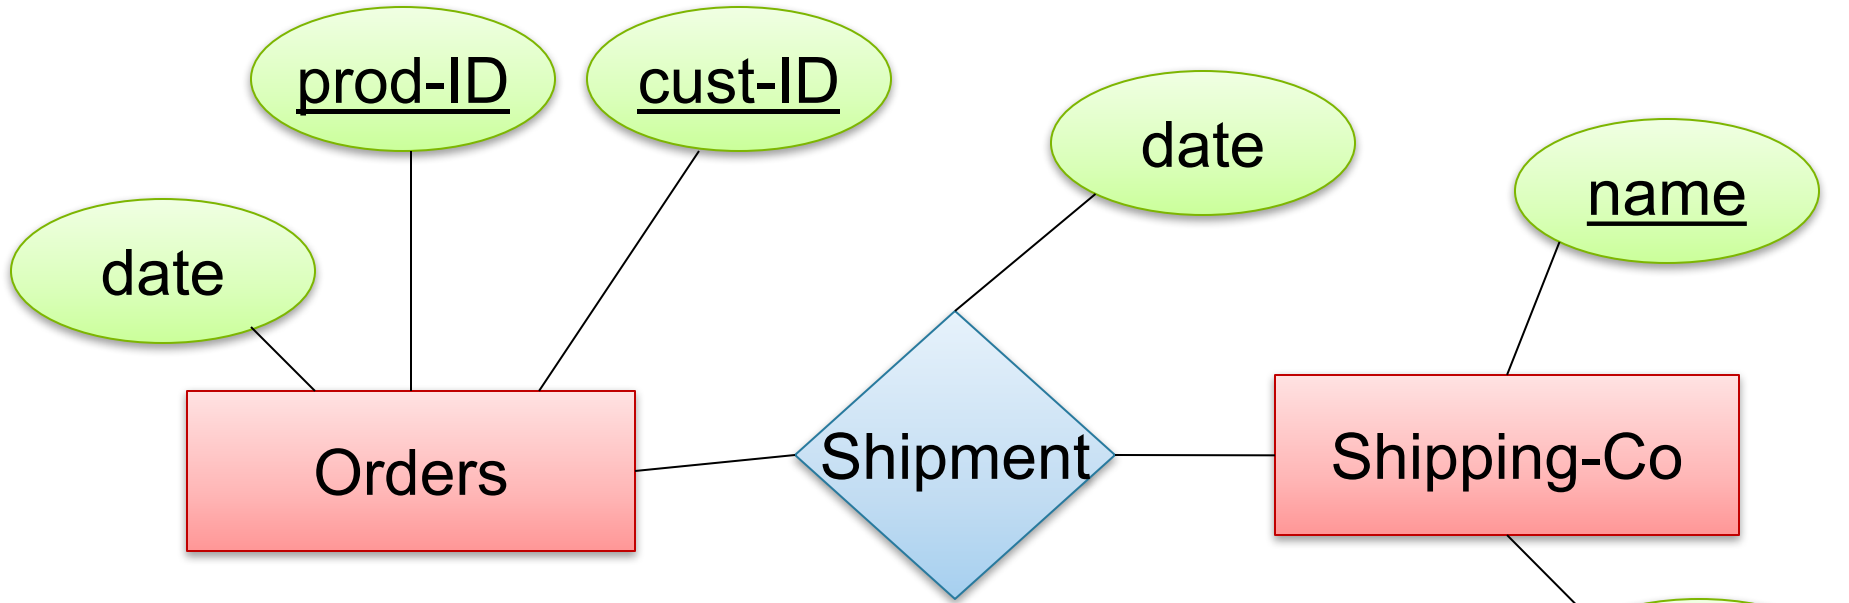 prod-ID
cust-ID
date
name
date
Orders
Shipment
Shipping-Co